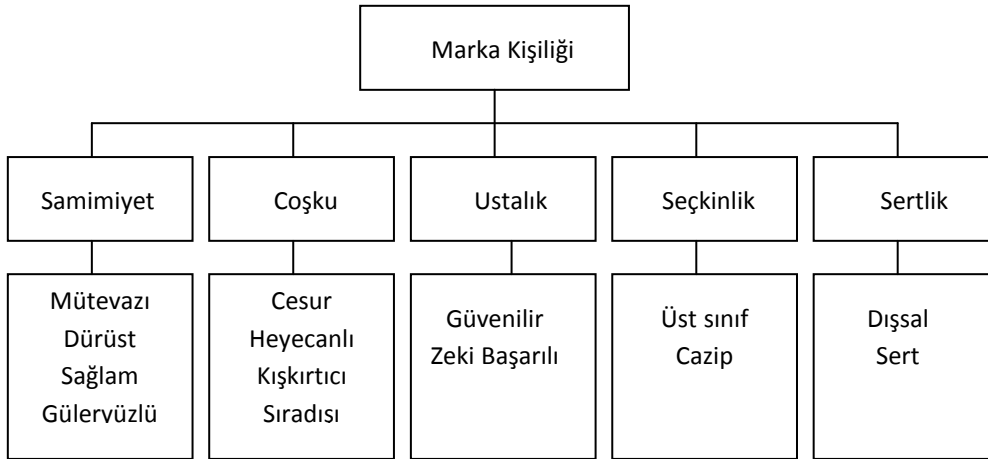 Marka Kişiliği
Samimiyet
Coşku
Ustalık
Seçkinlik
Sertlik
Mütevazı
Dürüst
Sağlam
Gülervüzlü
Cesur
Heyecanlı
Kışkırtıcı
Sıradısı
Güvenilir
Zeki Başarılı
Üst sınıf
Cazip
Dışsal
Sert